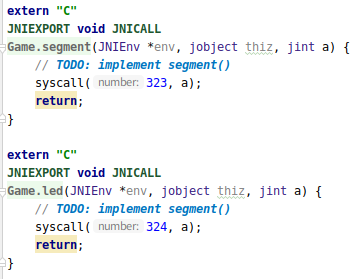 extern "C"
JNIEXPORT void JNICALL
Game.segment(JNIEnv *env, jobject thiz, jint a) {
// TODO: implement segment()
syscall( number: 323, a);
return;
}
extern "C"
JNIEXPORT void JNICALL
Game.led(JNIEnv *env, jobject thiz, jint a) {
// TODO: implement segment()
syscall( number: 324, a);
return;
}